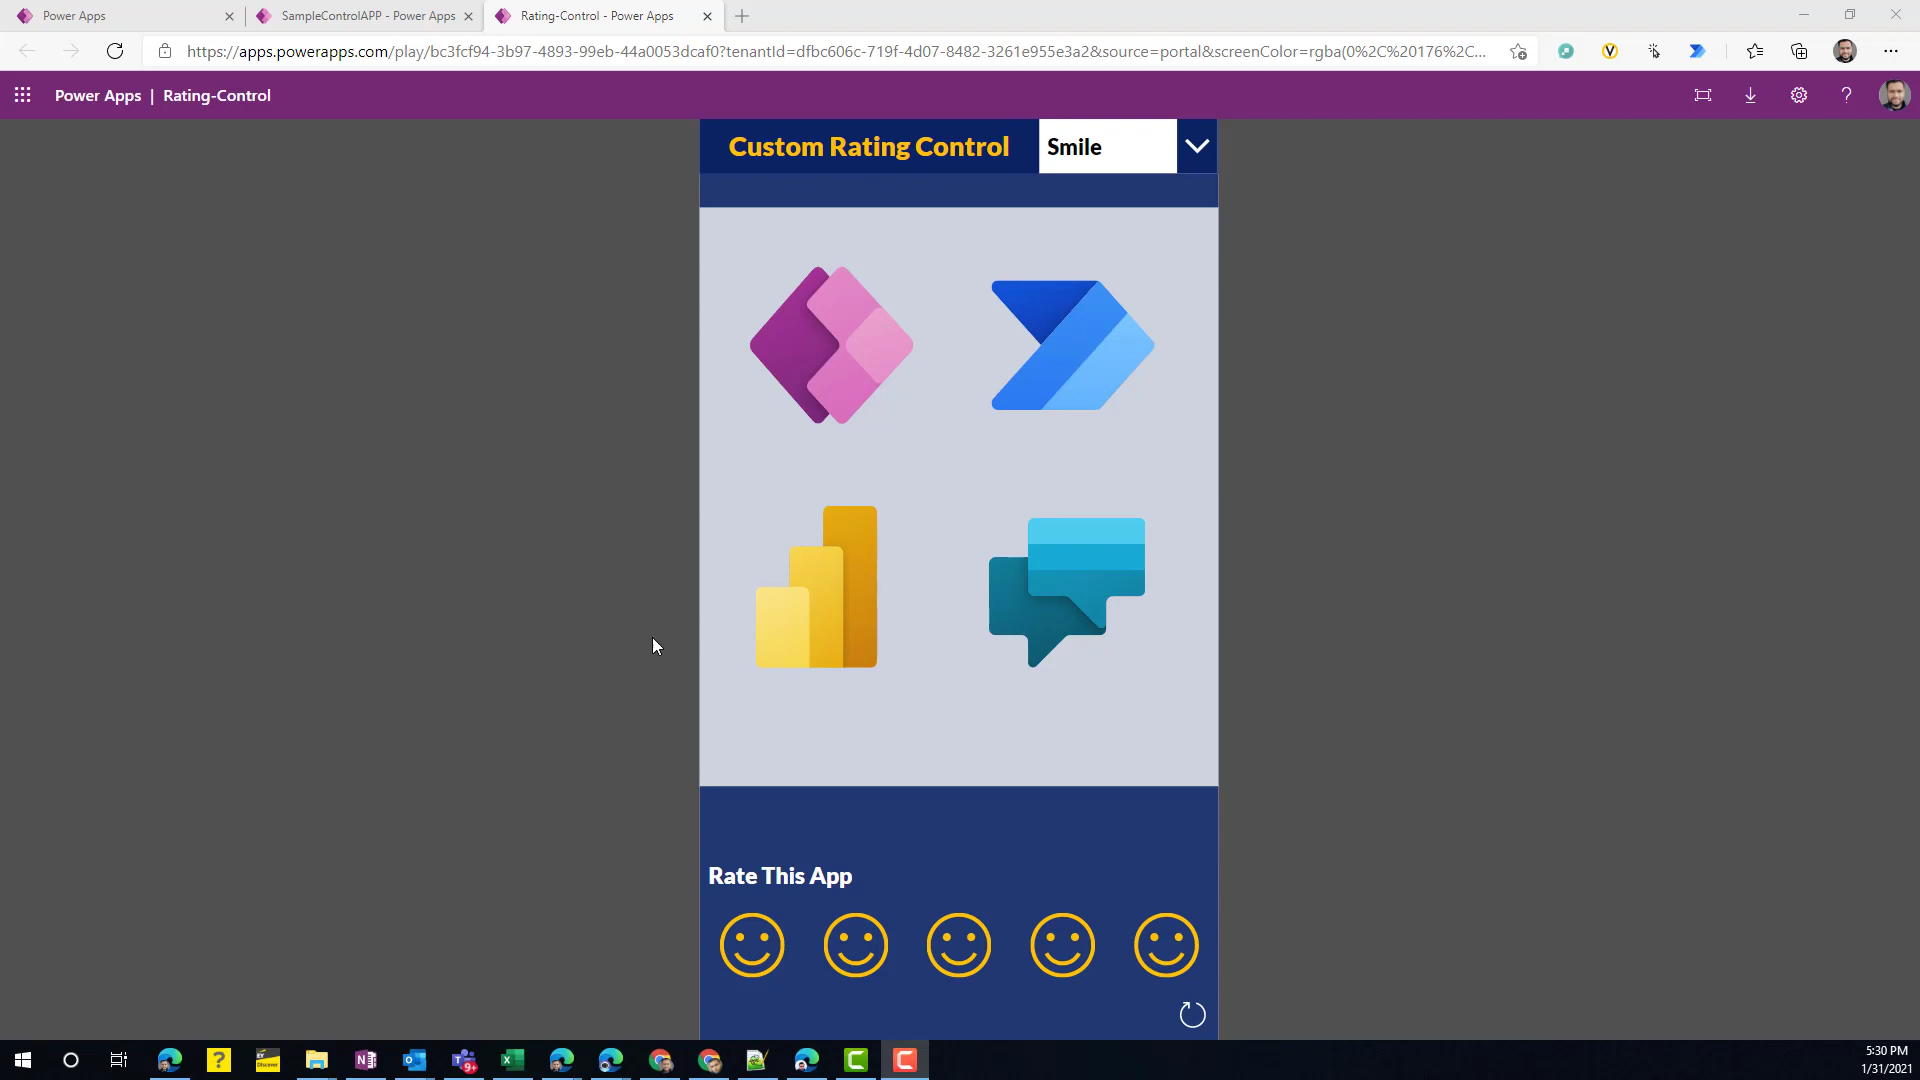 Power Apps
SampleControlAPP - Power Apps
Rating-Control - Power Apps
https://apps.powerapps.com/play/bc3fcf94-3b97-4893-99eb-44a0053dcaf0?tenantId=dfbc606c-719f-4d07-8482-3261e955e3a2&source=portal&screenColor=rgba(0%2C%20176%2C...
Power Apps | Rating-Control
Custom Rating Control
Smile
Rate This App
5:30 PM
1/31/2021